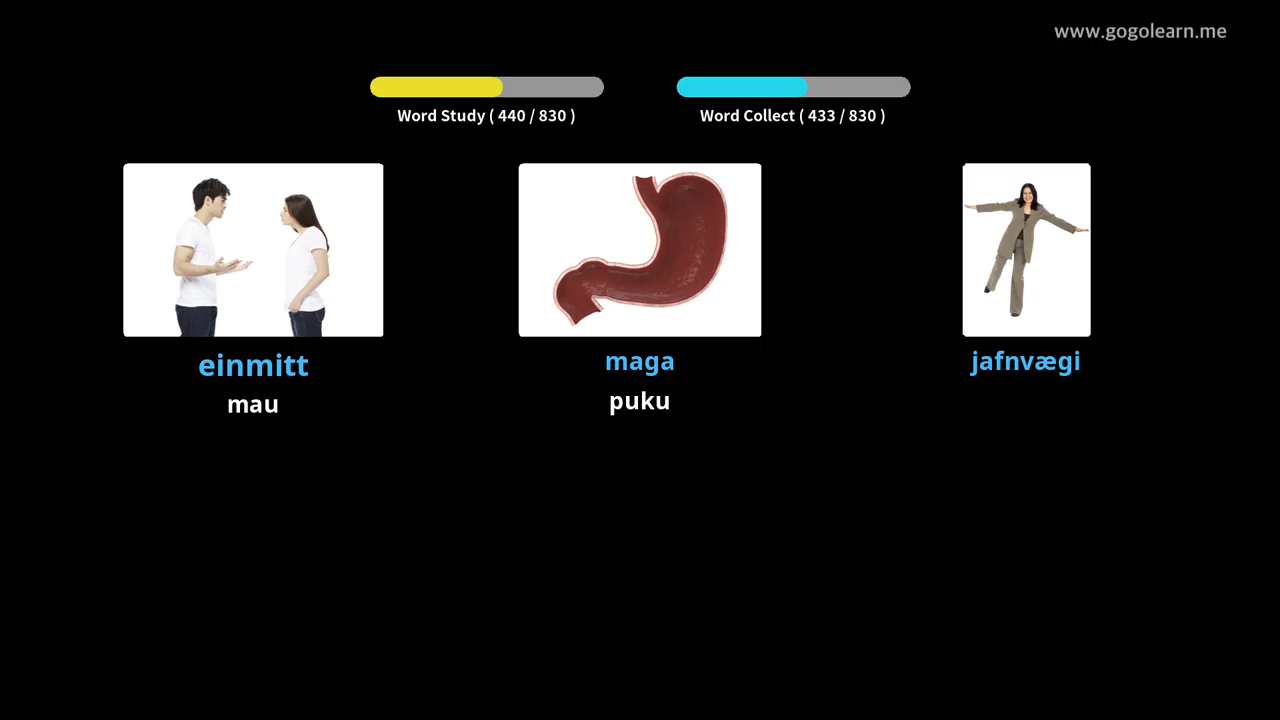 www.gogolearn.me
Word Study ( 440 / 830 )
Word Collect ( 433 / 830 )
einmitt
mau
maga
puku
jafnvægi